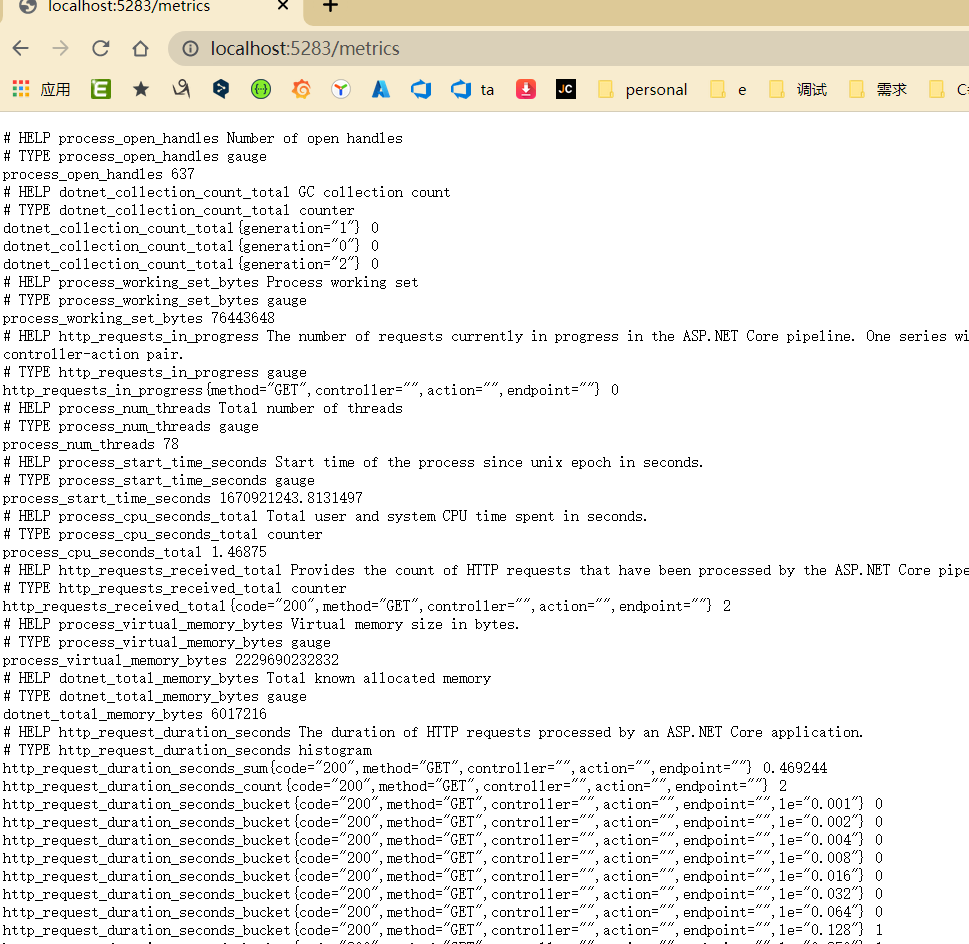 localhost:5283/metrics
localhost:5283/metrics
应用 ta JC personal e 调试 需求 C
# HELP process_open_handles Number of open handles
# TYPE process_open_handles gauge
process_open_handles 637
# HELP dotnet_collection_count_total GC collection count
# TYPE dotnet_collection_count_total counter
dotnet_collection_count_total{generation="1"} 0
dotnet_collection_count_total{generation="0"} 0
dotnet_collection_count_total{generation="2"} 0
# HELP process_working_set_bytes Process working set
# TYPE process_working_set_bytes gauge
process_working_set_bytes 76443648
# HELP http_requests_in_progress The number of requests currently in progress in the ASP.NET Core pipeline. One series wi
controller-action pair.
# TYPE http_requests_in_progress gauge
http_requests_in_progress{method="GET",controller="",action="",endpoint=""} 0
# HELP process_num_threads Total number of threads
# TYPE process_num_threads gauge
process_num_threads 78
# HELP process_start_time_seconds Start time of the process since unix epoch in seconds.
# TYPE process_start_time_seconds gauge
process_start_time_seconds 1670921243.8131497
# HELP process_cpu_seconds_total Total user and system CPU time spent in seconds.
# TYPE process_cpu_seconds_total counter
process_cpu_seconds_total 1.46875
# HELP http_requests_received_total Provides the count of HTTP requests that have been processed by the ASP.NET Core pipe
# TYPE http_requests_received_total counter
http_requests_received_total{code="200",method="GET",controller="",action="",endpoint=""} 2
# HELP process_virtual_memory_bytes Virtual memory size in bytes.
# TYPE process_virtual_memory_bytes gauge
process_virtual_memory_bytes 2229690232832
# HELP dotnet_total_memory_bytes Total known allocated memory
# TYPE dotnet_total_memory_bytes gauge
dotnet_total_memory_bytes 6017216
# HELP http_request_duration_seconds The duration of HTTP requests processed by an ASP.NET Core application.
# TYPE http_request_duration_seconds histogram
http_request_duration_seconds_sum{code="200",method="GET",controller="",action="",endpoint=""} 0.469244
http_request_duration_seconds_count{code="200",method="GET",controller="",action="",endpoint=""} 2
http_request_duration_seconds_bucket{code="200",method="GET",controller="",action="",endpoint="",le="0.001"} 0
http_request_duration_seconds_bucket{code="200",method="GET",controller="",action="",endpoint="",le="0.002"} 0
http_request_duration_seconds_bucket{code="200",method="GET",controller="",action="",endpoint="",le="0.004"} 0
http_request_duration_seconds_bucket{code="200",method="GET",controller="",action="",endpoint="",le="0.008"} 0
http_request_duration_seconds_bucket{code="200",method="GET",controller="",action="",endpoint="",le="0.016"} 0
http_request_duration_seconds_bucket{code="200",method="GET",controller="",action="",endpoint="",le="0.032"} 0
http_request_duration_seconds_bucket{code="200",method="GET",controller="",action="",endpoint="",le="0.064"} 0
http_request_duration_seconds_bucket{code="200",method="GET",controller="",action="",endpoint="",le="0.128"} 1